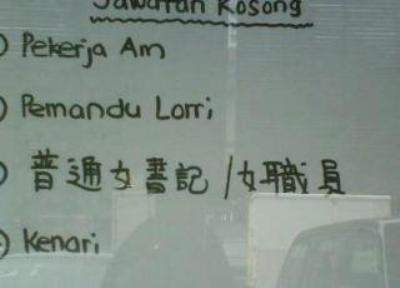 Jawatan Kosong
Pekerja Am
Pemandu Lorri
普通女書記/女職員
Kenari